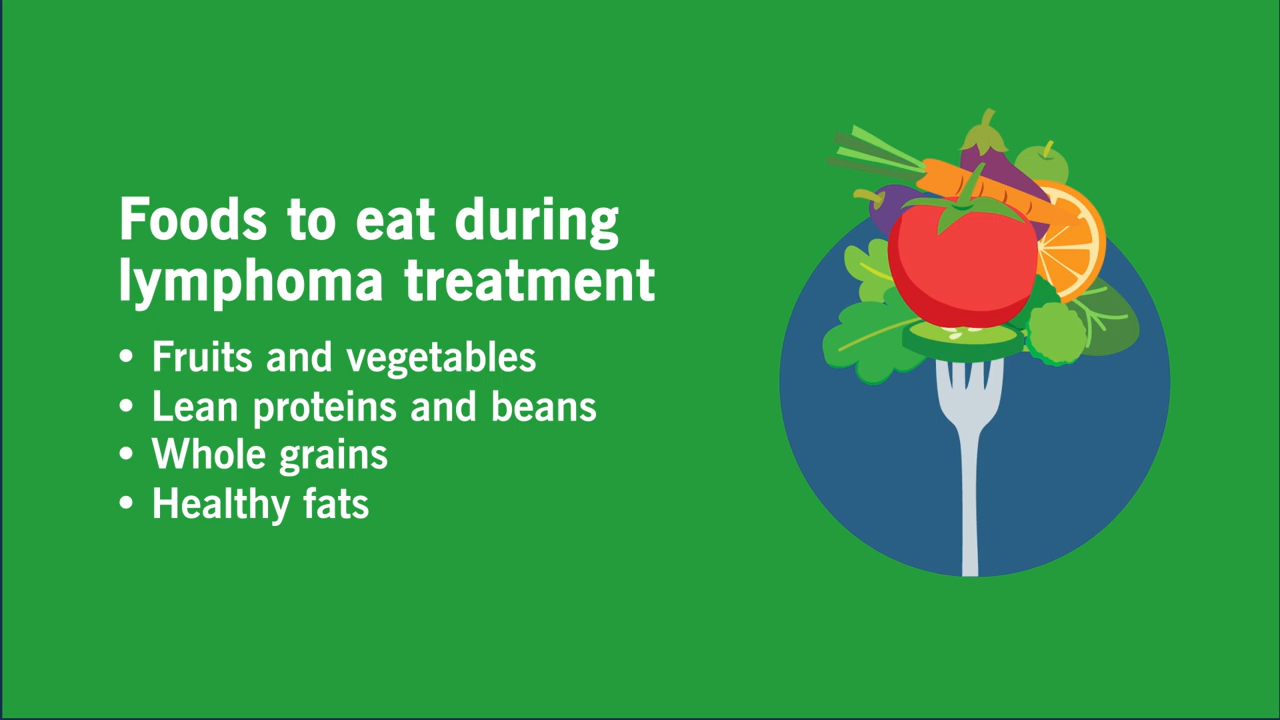 Foods to eat during
lymphoma treatment
• Fruits and vegetables
• Lean proteins and beans
• Whole grains
• Healthy fats